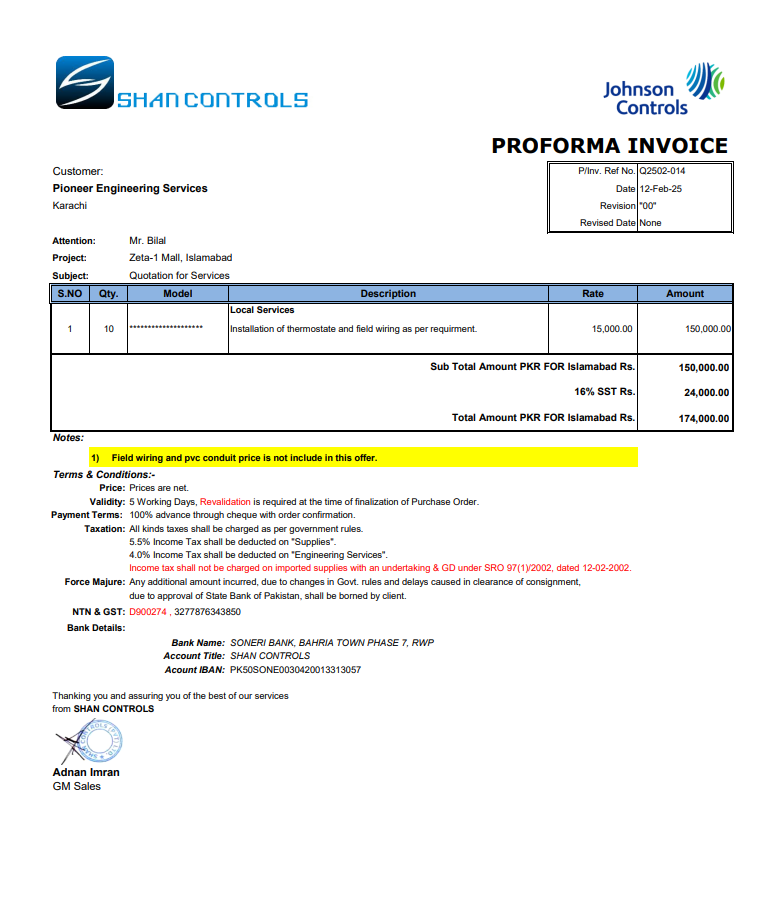 SHAN CONTROLS
Johnson
Controls
PROFORMA INVOICE
Customer:
Pioneer Engineering Services
Karachi
P/Inv. Ref No. Q2502-014
Date 12-Feb-25
Revision "00"
Revised Date None
Attention: Mr. Bilal
Project: Zeta-1 Mall, Islamabad
Subject: Quotation for Services
S.NO Qty. Model Description Rate Amount
Local Services
1 10 ******************** Installation of thermostate and field wiring as per requirment. 15,000.00 150,000.00
Sub Total Amount PKR FOR Islamabad Rs. 150,000.00
16% SST Rs. 24,000.00
Total Amount PKR FOR Islamabad Rs. 174,000.00
Notes:
1) Field wiring and pvc conduit price is not include in this offer.
Terms & Conditions:-
Price: Prices are net.
Validity: 5 Working Days, Revalidation is required at the time of finalization of Purchase Order.
Payment Terms: 100% advance through cheque with order confirmation.
Taxation: All kinds taxes shall be charged as per government rules.
5.5% Income Tax shall be deducted on "Supplies".
4.0% Income Tax shall be deducted on "Engineering Services".
Income tax shall not be charged on imported supplies with an undertaking & GD under SRO 97(1)/2002, dated 12-02-2002.
Force Majure: Any additional amount incurred, due to changes in Govt. rules and delays caused in clearance of consignment,
due to approval of State Bank of Pakistan, shall be borned by client.
NTN & GST: D900274 , 3277876343850
Bank Details:
Bank Name: SONERI BANK, BAHRIA TOWN PHASE 7, RWP
Account Title: SHAN CONTROLS
Acount IBAN: PK50SONE0030420013313057
Thanking you and assuring you of the best of our services
from SHAN CONTROLS
Adnan Imran
GM Sales